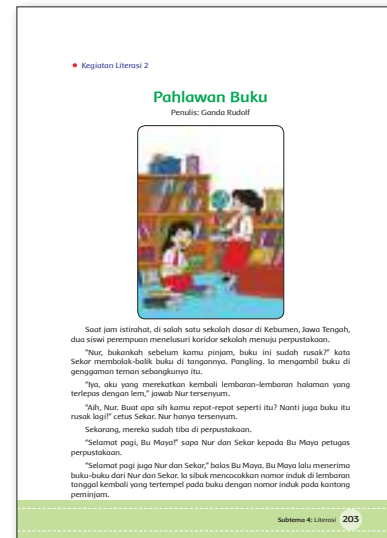 Kegiatan Literasi 2
Pahlawan Buku
Penulis: Ganda Rudolf
Saat jam istirahat, di salah satu sekolah dasar di Kebumen, Jawa Tengah,
dua siswi perempuan menelusuri koridor sekolah menuju perpustakaan.
"Nur, bukankah sebelum kamu pinjam, buku ini sudah rusak?" kata
Sekar membolak-balik buku di tangannya. Pangling. Ia mengambil buku di
genggaman teman sebangkunya itu.
"Iya, aku yang merekatkan kembali lembaran-lembaran halaman yang
terlepas dengan lem," jawab Nur tersenyum.
"Aih, Nur. Buat apa sih kamu repot-repot seperti itu? Nanti juga buku itu
rusak lagi!" cetus Sekar. Nur hanya tersenyum.
Sekarang, mereka sudah tiba di perpustakaan.
"Selamat pagi, Bu Maya!" sapa Nur dan Sekar kepada Bu Maya petugas
perpustakaan.
"Selamat pagi juga Nur dan Sekar," balas Bu Maya. Bu Maya lalu menerima
buku-buku dari Nur dan Sekar. Ia sibuk mencocokkan nomor induk di lembaran
tanggal kembali yang tertempel pada buku dengan nomor induk pada kantong
peminjam.
Subtema 4: Literasi 203